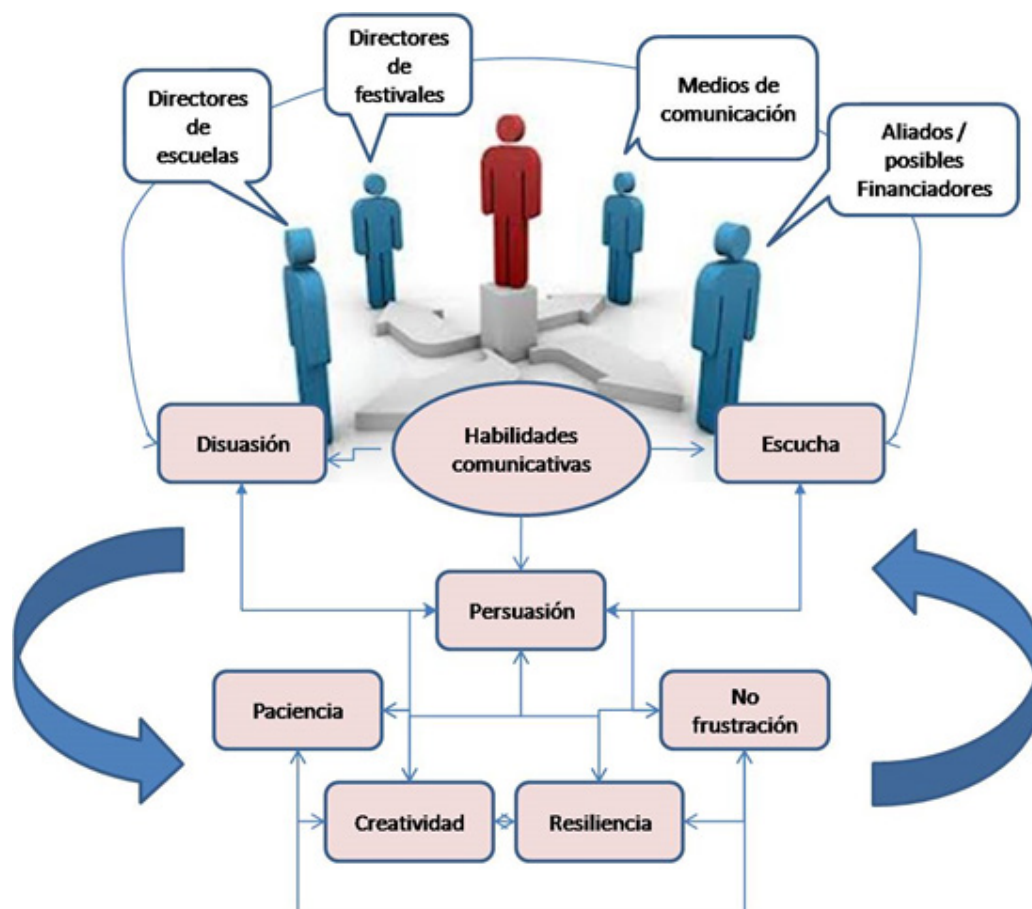 Directores
de
escuelas
Directores
de
festivales
Medios de
comunicación
Aliados /
posibles
Financiadores
Disuasión
Habilidades
comunicativas
Escucha
Persuasión
Paciencia
No
frustración
Creatividad
Resiliencia